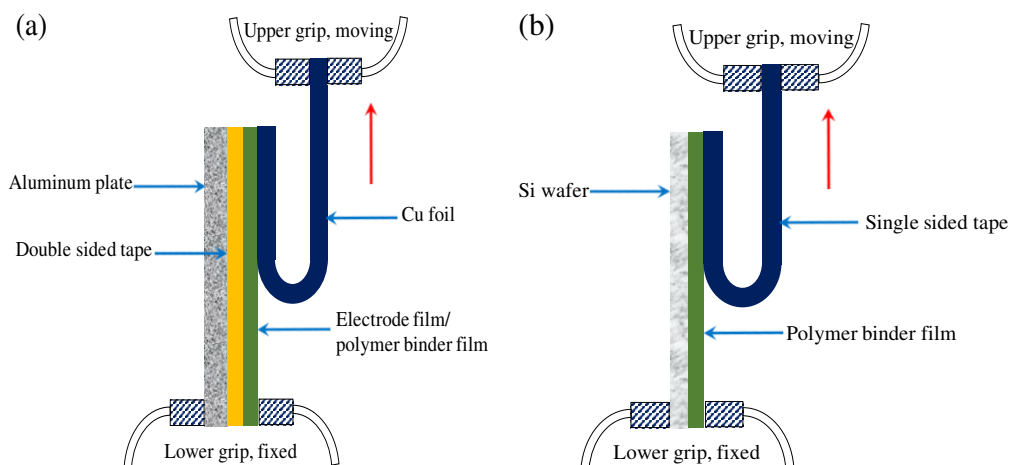 (a)
Upper grip, moving
Aluminum plate
Cu foil
Double sided tape
Electrode film/
polymer binder film
Lower grip, fixed
(b)
Upper grip, moving
Si wafer
Single sided tape
Polymer binder film
Lower grip, fixed